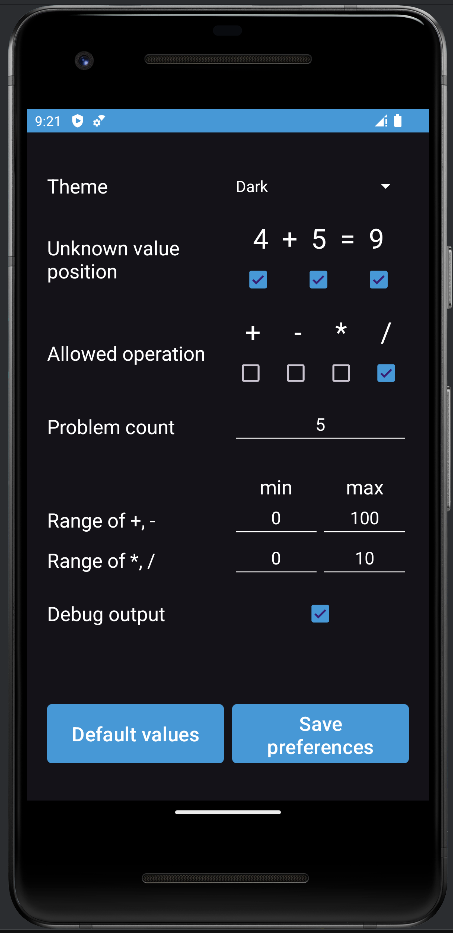 9:21
Theme Dark
4 + 5 = 9
Unknown value
position
+ - * /
Allowed operation
Problem count 5
min max
Range of +, - 0 100
Range of *, / 0 10
Debug output
Default values
Save
preferences